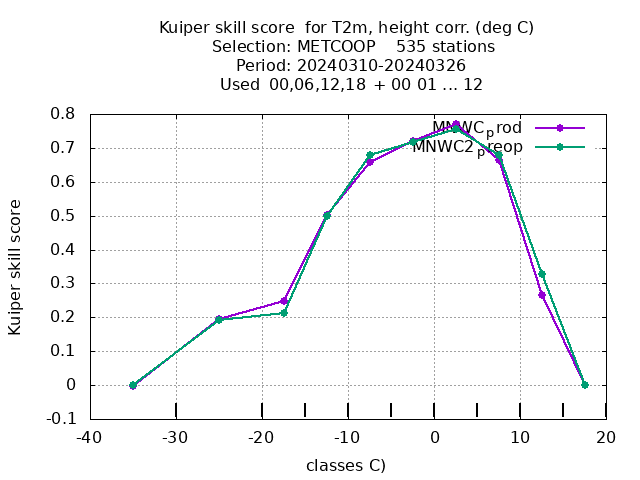 Kuiper skill score  for T2m, height corr. (deg C)
Selection: METCOOP    535 stations
Period: 20240310-20240326
Used  00,06,12,18  + 00 01 ... 12
0.8
0.7
0.6
0.5
0.4
0.3
0.2
0.1
0
-0.1
Kuiper skill score
MNWCprod
MNWC2preop
-40
-30
-20
-10
0
10
20
classes C)